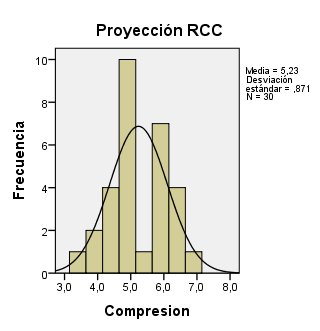 Proyección RCC
Media = 5,23
Desviación
estándar = ,871
N = 30
Frecuencia
10
8
6
4
2
0
3,0 4,0 5,0 6,0 7,0 8,0
Compresion